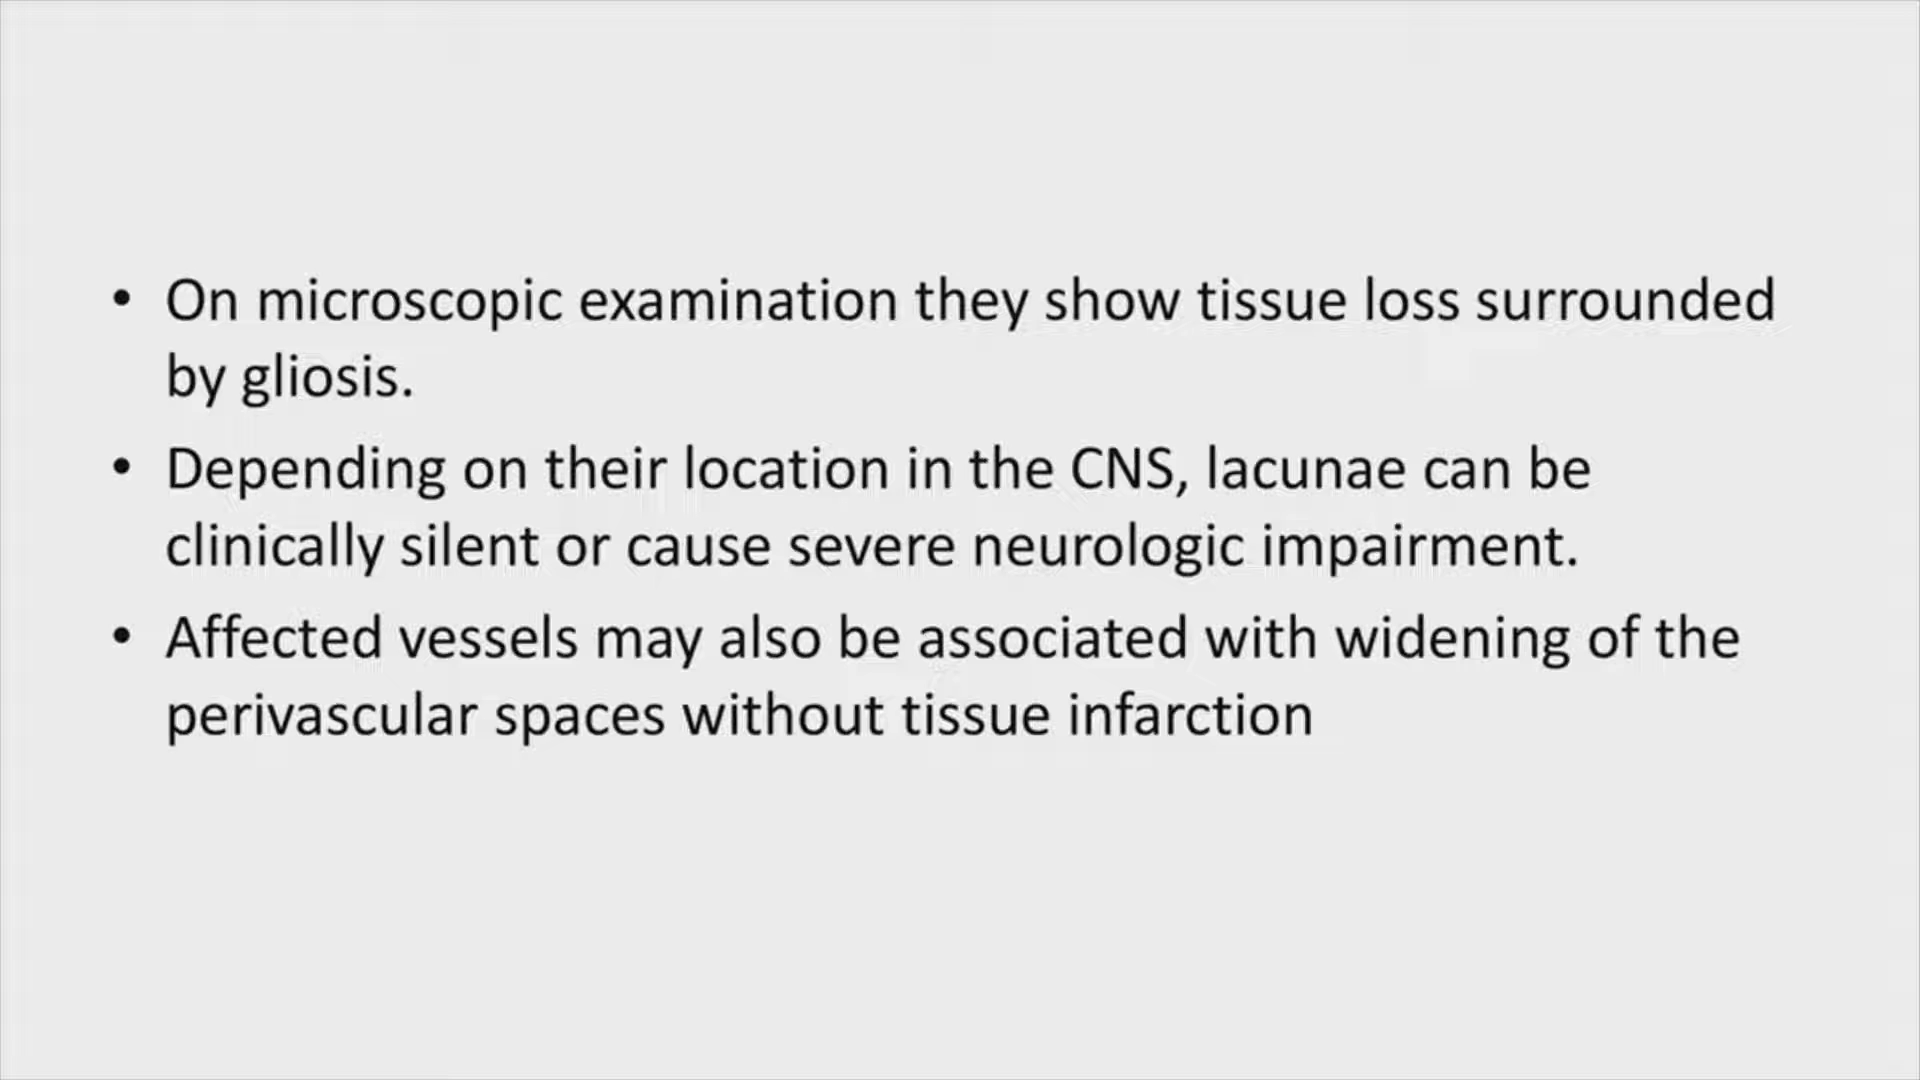 • On microscopic examination they show tissue loss surrounded
by gliosis.
• Depending on their location in the CNS, lacunae can be
clinically silent or cause severe neurologic impairment.
• Affected vessels may also be associated with widening of the
perivascular spaces without tissue infarction